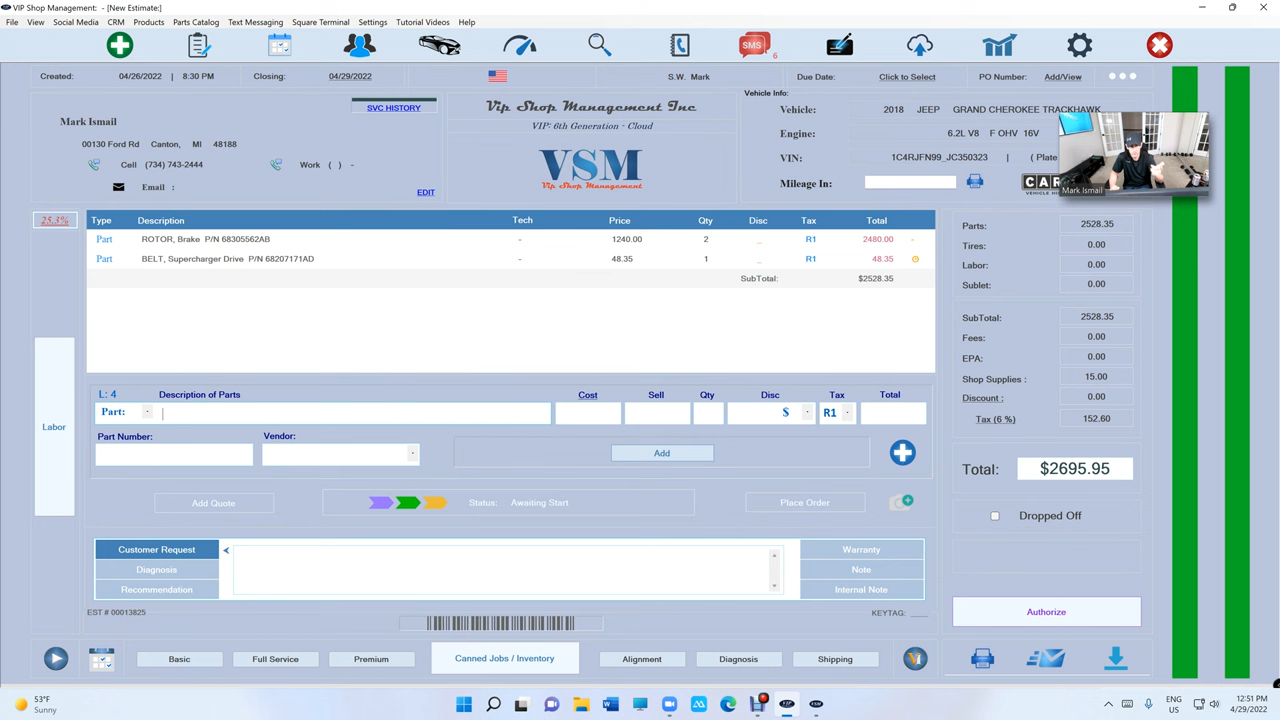 VIP Shop Management: - [New Estimate:]
File View Social Media CRM Products Parts Catalog Text Messaging Square Terminal Settings Tutorial Videos Help
SMS 6
Created: 04/26/2022 | 8:30 PM Closing: 04/29/2022 S.W. Mark Due Date: Click to Select PO Number: Add/View
SVC HISTORY
Mark Ismail
00130 Ford Rd Canton, MI 48188
Cell (734) 743-2444 Work ( ) -
Email :
EDIT
Vip Shop Management Inc
VIP: 6th Generation - Cloud
VSM
Vip Shop Management
Vehicle Info:
Vehicle: 2018 JEEP GRAND CHEROKEE TRACKHAWK
Engine: 6.2L V8 F OHV 16V
VIN: 1C4RJFN99_JC350323 | ( Plate
Mileage In:
CAR
Mark Ismail
25.3%
Type Description Tech Price Qty Disc Tax Total
Part ROTOR, Brake P/N 68305562AB - 1240.00 2 _ R1 2480.00 -
Part BELT, Supercharger Drive P/N 68207171AD - 48.35 1 _ R1 48.35
SubTotal: $2528.35
Parts: 2528.35
Tires: 0.00
Labor: 0.00
Sublet: 0.00
SubTotal: 2528.35
Fees: 0.00
EPA: 0.00
Shop Supplies : 15.00
Discount : 0.00
Tax (6 %) 152.60
Total: $2695.95
Dropped Off
Authorize
Labor
L: 4 Description of Parts Cost Sell Qty Disc Tax Total
Part: $ R1
Part Number: Vendor:
Add
Add Quote Status: Awaiting Start Place Order
Customer Request
Diagnosis
Recommendation
Warranty
Note
Internal Note
EST # 00013825 KEYTAG: ___
Basic Full Service Premium Canned Jobs / Inventory Alignment Diagnosis Shipping
53°F
Sunny
ENG
US
12:51 PM
4/29/2022